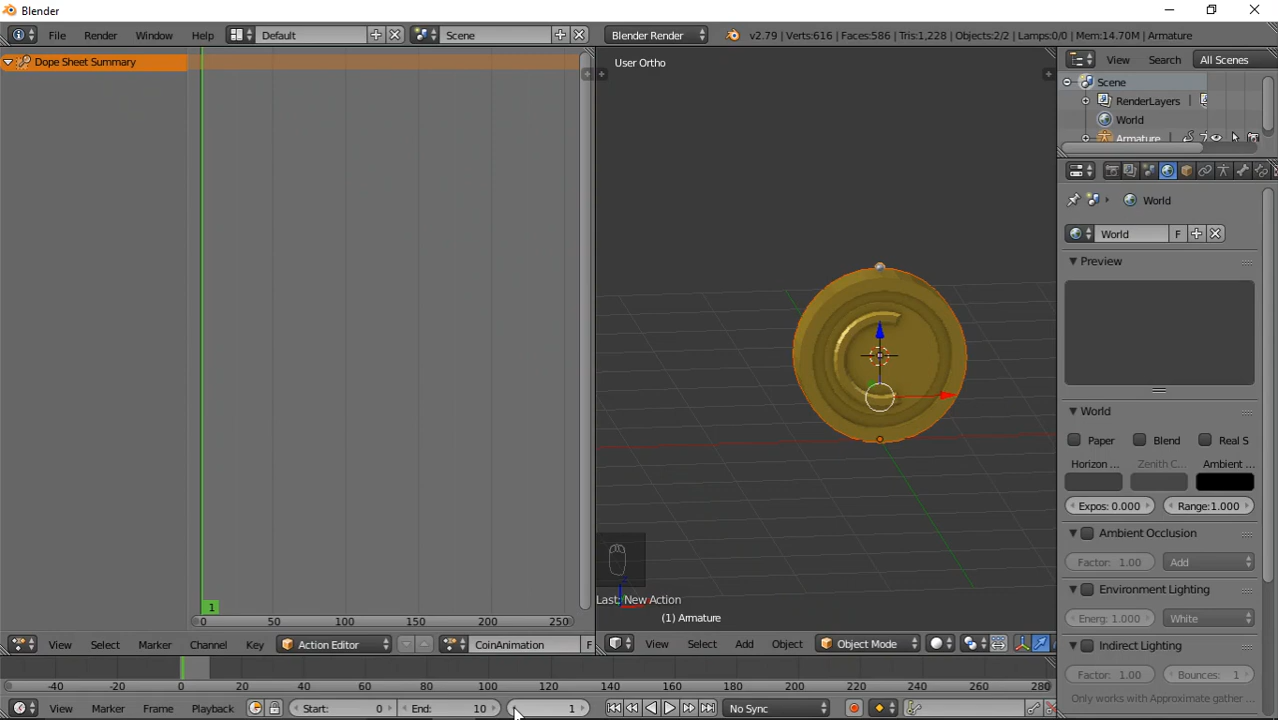 Blender
File Render Window Help Default Scene Blender Render v2.79 | Verts:616 | Faces:586 | Tris:1,228 | Objects:2/2 | Lamps:0/0 | Mem:14.70M | Armature
Dope Sheet Summary
User Ortho
View Search All Scenes
Scene
RenderLayers
World
Armature
World
World F
Preview
World
Paper Blend Real S
Horizon ... Zenith C... Ambient ...
Expos: 0.000 Range:1.000
Ambient Occlusion
Factor: 1.00 Add
Environment Lighting
Energ: 1.000 White
Indirect Lighting
Factor: 1.00 Bounces: 1
Only works with Approximate gather ...
Last: New Action
(1) Armature
1
0 50 100 150 200 250
View Select Marker Channel Key Action Editor CoinAnimation F
View Select Add Object Object Mode
-40 -20 0 20 40 60 80 100 120 140 160 180 200 220 240 260 280
View Marker Frame Playback Start: 0 End: 10 1 No Sync